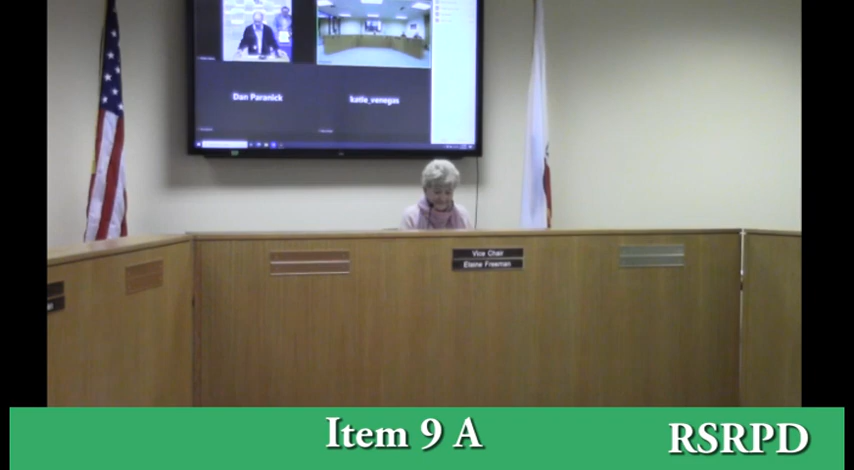 Dan Paranick
katie_venegas
Vice Chair
Elaine Freeman
Item 9 A
RSRPD